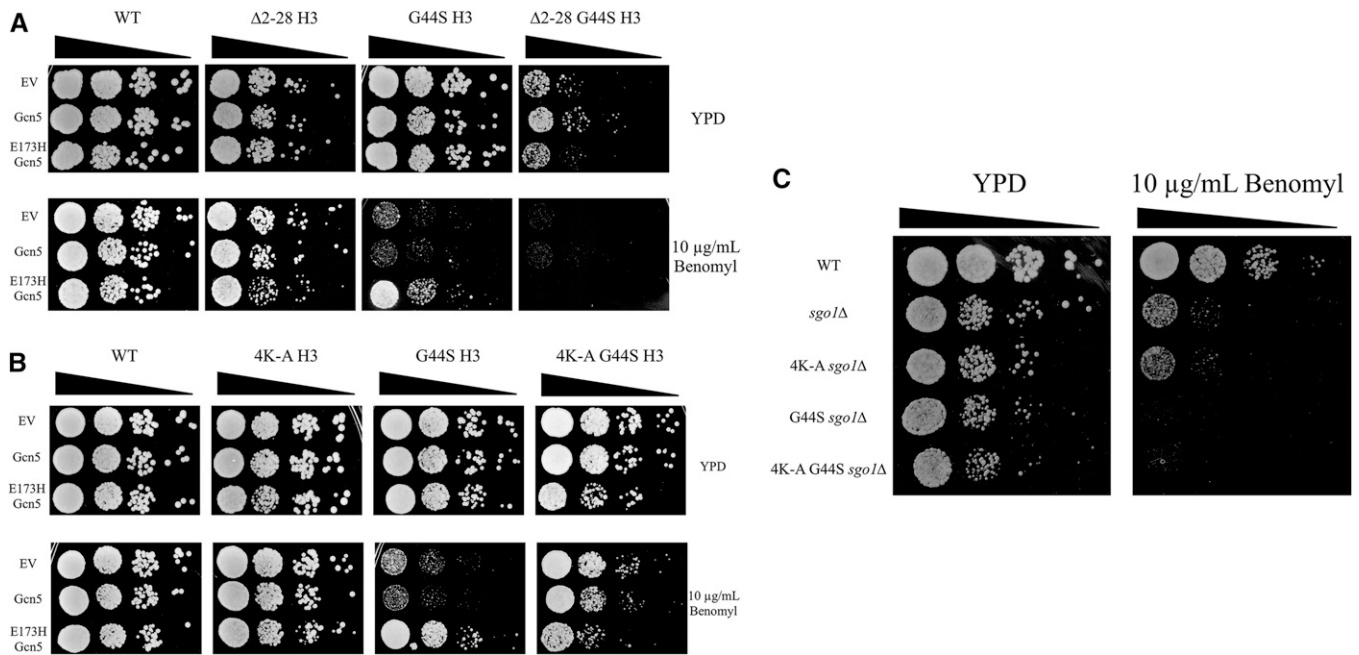 A
WT Δ2-28 H3 G44S H3 Δ2-28 G44S H3
EV
Gcn5
E173H
Gcn5
YPD
EV
Gcn5
E173H
Gcn5
10 µg/mL
Benomyl
B
WT 4K-A H3 G44S H3 4K-A G44S H3
EV
Gcn5
E173H
Gcn5
YPD
EV
Gcn5
E173H
Gcn5
10 µg/mL
Benomyl
C
YPD 10 µg/mL Benomyl
WT
sgo1Δ
4K-A sgo1Δ
G44S sgo1Δ
4K-A G44S sgo1Δ